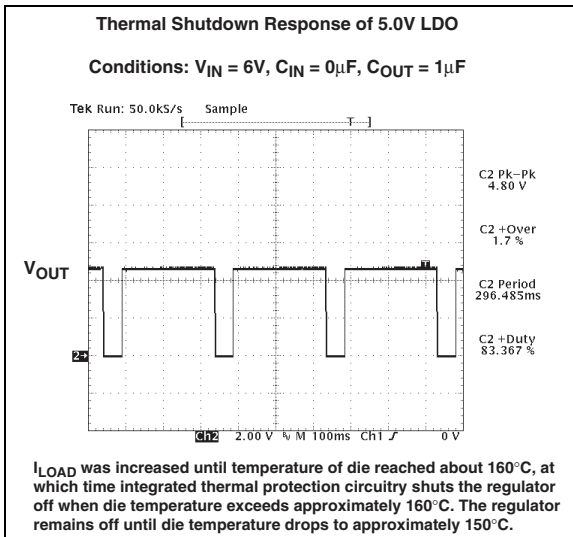 Thermal Shutdown Response of 5.0V LDO
Conditions: VIN = 6V, CIN = 0μF, COUT = 1μF
Tek Run: 50.0kS/s Sample
T
C2 Pk–Pk
4.80 V
C2 +Over
1.7 %
VOUT
T
C2 Period
296.485ms
C2 +Duty
83.367 %
2→
Ch2 2.00 V M 100ms Ch1 0 V
ILOAD was increased until temperature of die reached about 160°C, at
which time integrated thermal protection circuitry shuts the regulator
off when die temperature exceeds approximately 160°C. The regulator
remains off until die temperature drops to approximately 150°C.